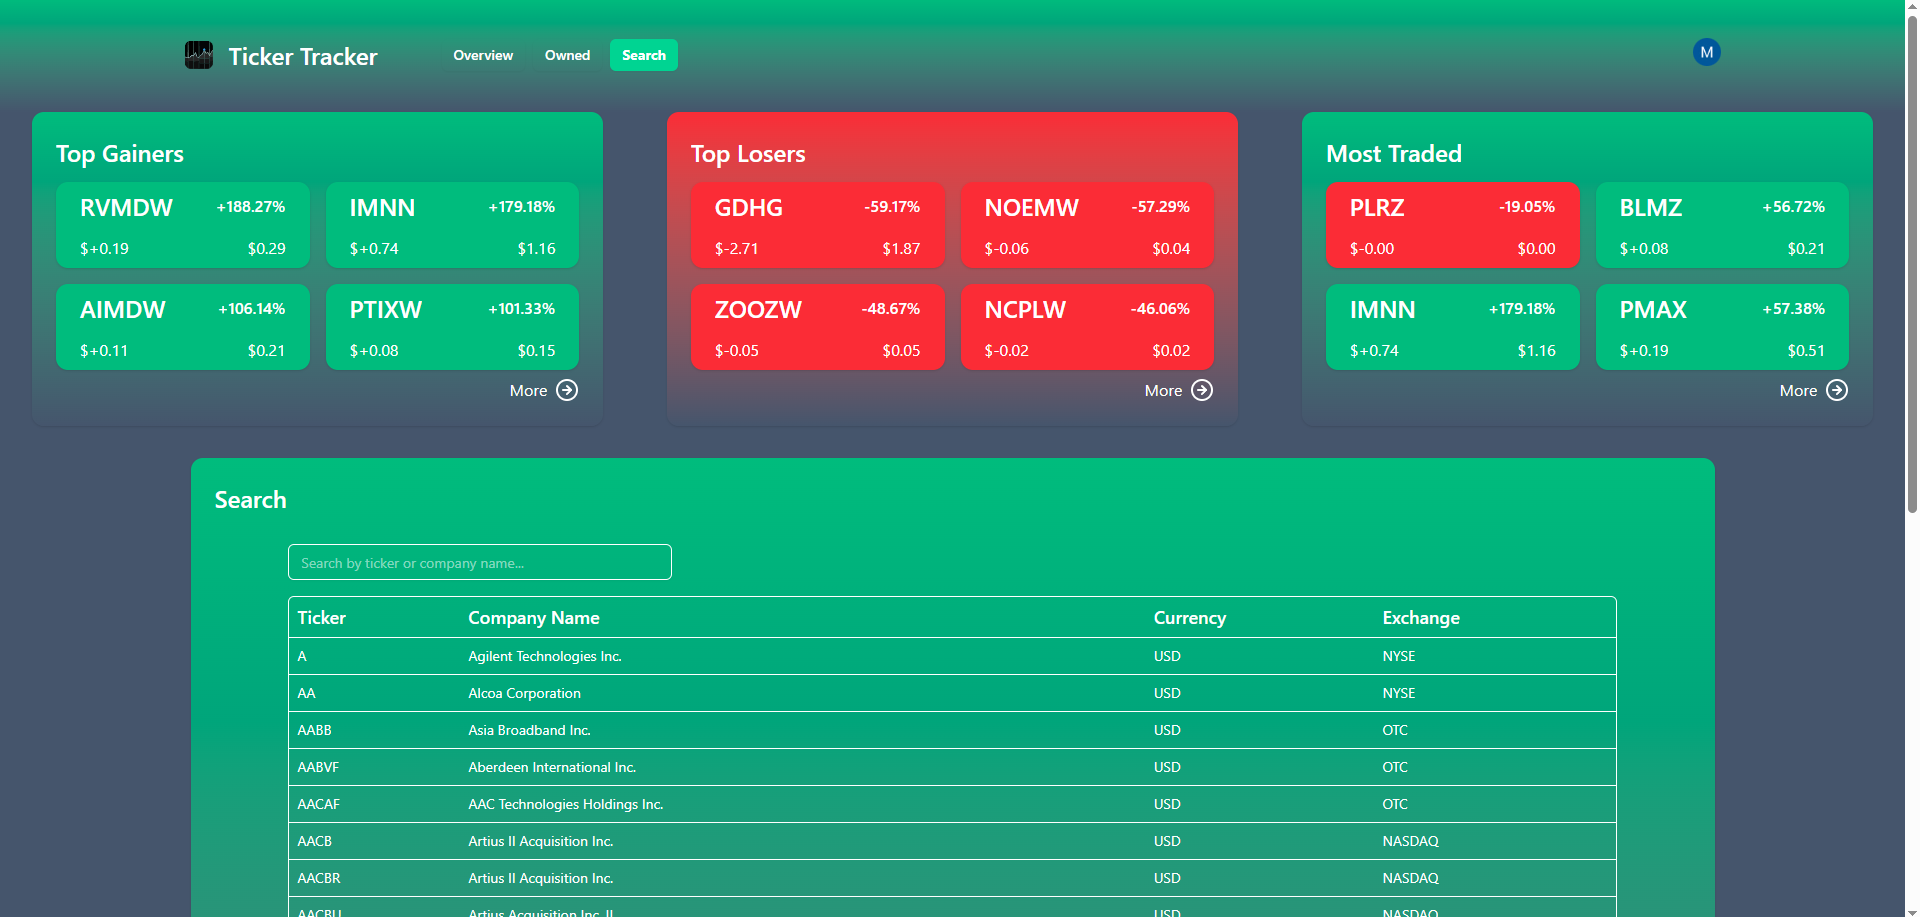 Ticker Tracker
Overview Owned Search
M
Top Gainers
RVMDW +188.27%
$+0.19 $0.29
IMNN +179.18%
$+0.74 $1.16
AIMDW +106.14%
$+0.11 $0.21
PTIXW +101.33%
$+0.08 $0.15
More
Top Losers
GDHG -59.17%
$-2.71 $1.87
NOEMW -57.29%
$-0.06 $0.04
ZOOZW -48.67%
$-0.05 $0.05
NCPLW -46.06%
$-0.02 $0.02
More
Most Traded
PLRZ -19.05%
$-0.00 $0.00
BLMZ +56.72%
$+0.08 $0.21
IMNN +179.18%
$+0.74 $1.16
PMAX +57.38%
$+0.19 $0.51
More
Search
Search by ticker or company name...
Ticker Company Name Currency Exchange
A Agilent Technologies Inc. USD NYSE
AA Alcoa Corporation USD NYSE
AABB Asia Broadband Inc. USD OTC
AABVF Aberdeen International Inc. USD OTC
AACAF AAC Technologies Holdings Inc. USD OTC
AACB Artius II Acquisition Inc. USD NASDAQ
AACBR Artius II Acquisition Inc. USD NASDAQ
AACBU Artius Acquisition Inc. II USD NASDAQ